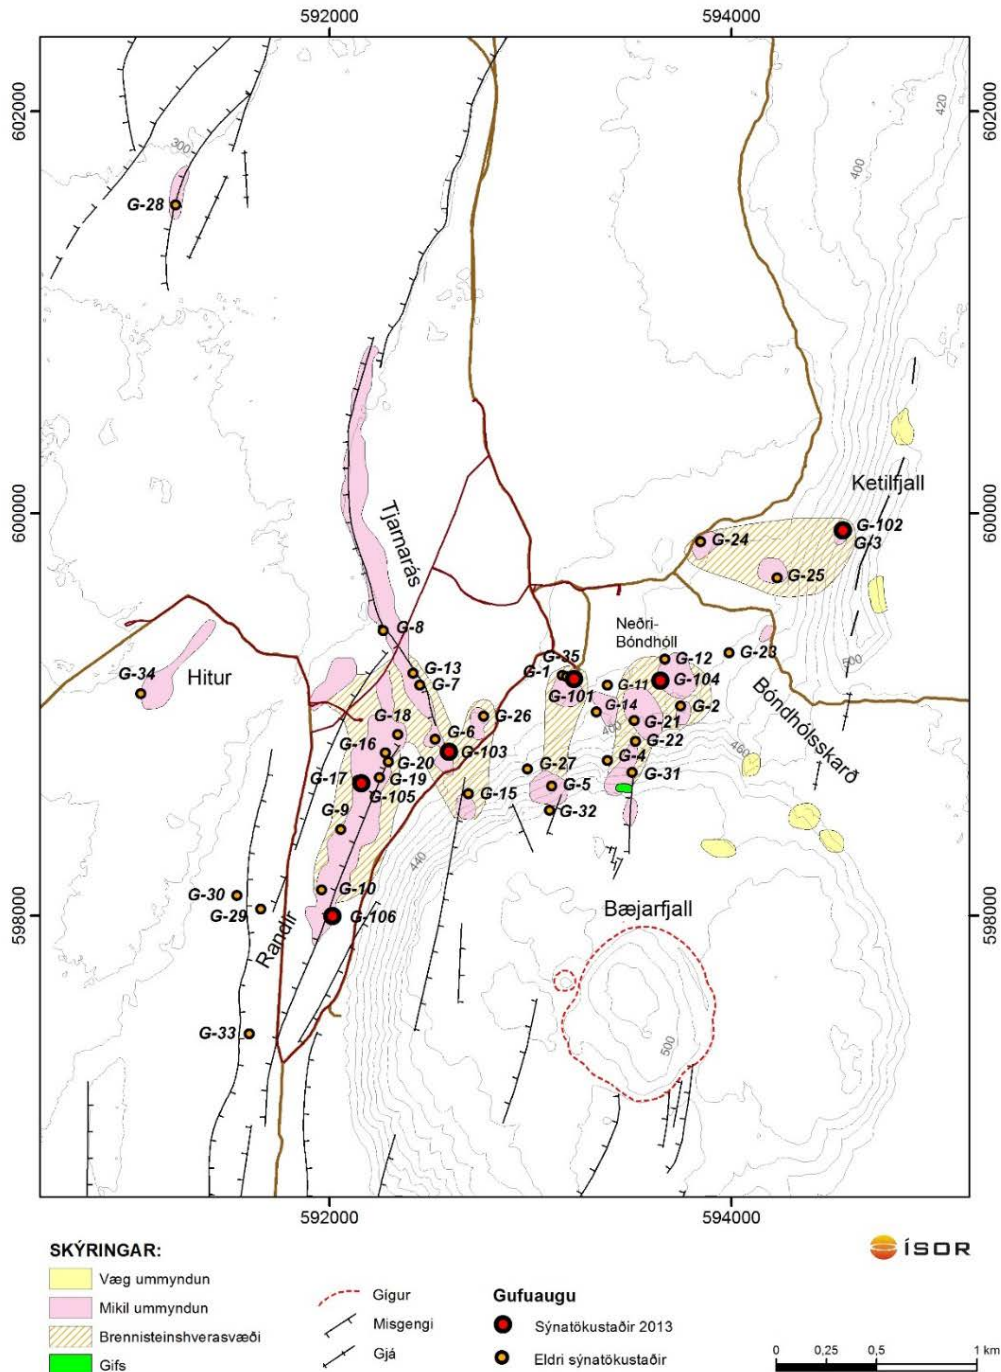 592000
594000
602000
602000
420
400
300
G-28
600000
600000
Ketilfjall
G-102
G-3
G-24
G-25
Tjarnarás
Neðri-
Bóndhóll
G-8
G-35
G-12
G-23
500
G-34
Hitur
G-13
G-1
G-7
G-101
G-11
G-104
G-14
G-2
Bóndhólsskarð
G-18
G-26
400
G-21
G-6
G-22
460
G-16
G-103
G-20
G-27
G-4
G-17
G-19
G-31
G-105
G-15
G-5
G-9
G-32
440
G-30
G-10
598000
598000
G-29
G-106
Randir
Bæjarfjall
G-33
500
592000
594000
SKÝRINGAR:
ÍSOR
Væg ummyndun
Mikil ummyndun
Gígur
Gufuaugu
Brennisteinshverasvæði
Misgengi
Sýnatökustaðir 2013
Gifs
Gjá
Eldri sýnatökustaðir
0 0,25 0,5 1 km